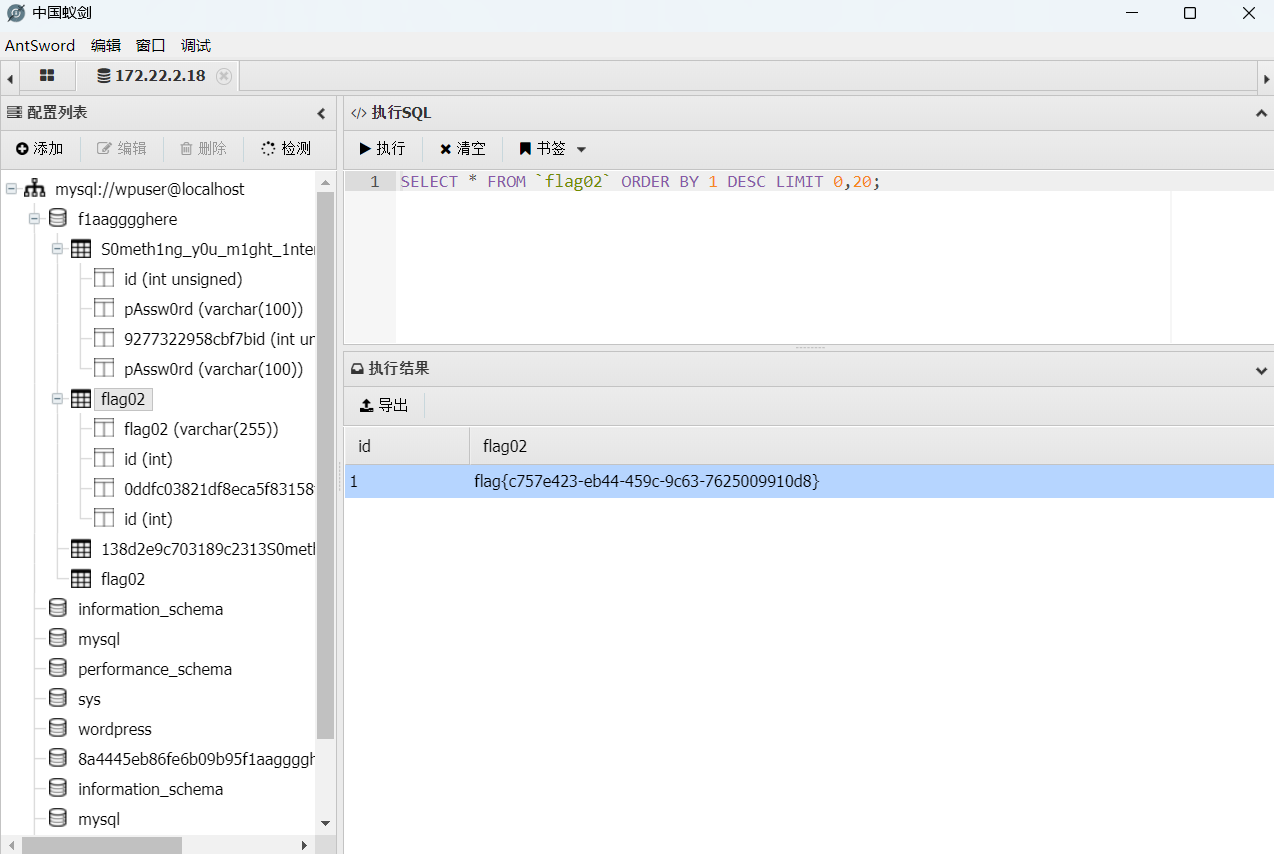 中国蚁剑
AntSword 编辑 窗口 调试
172.22.2.18
配置列表
添加 编辑 删除 检测
mysql://wpuser@localhost
f1aagggghere
S0meth1ng_y0u_m1ght_1nte
id (int unsigned)
pAssw0rd (varchar(100))
9277322958cbf7bid (int un
pAssw0rd (varchar(100))
flag02
flag02 (varchar(255))
id (int)
0ddfc03821df8eca5f83158
id (int)
138d2e9c703189c2313S0met
flag02
information_schema
mysql
performance_schema
sys
wordpress
8a4445eb86fe6b09b95f1aaggggh
information_schema
mysql
</> 执行SQL
执行 清空 书签
1 SELECT * FROM `flag02` ORDER BY 1 DESC LIMIT 0,20;
执行结果
导出
id flag02
1 flag{c757e423-eb44-459c-9c63-7625009910d8}